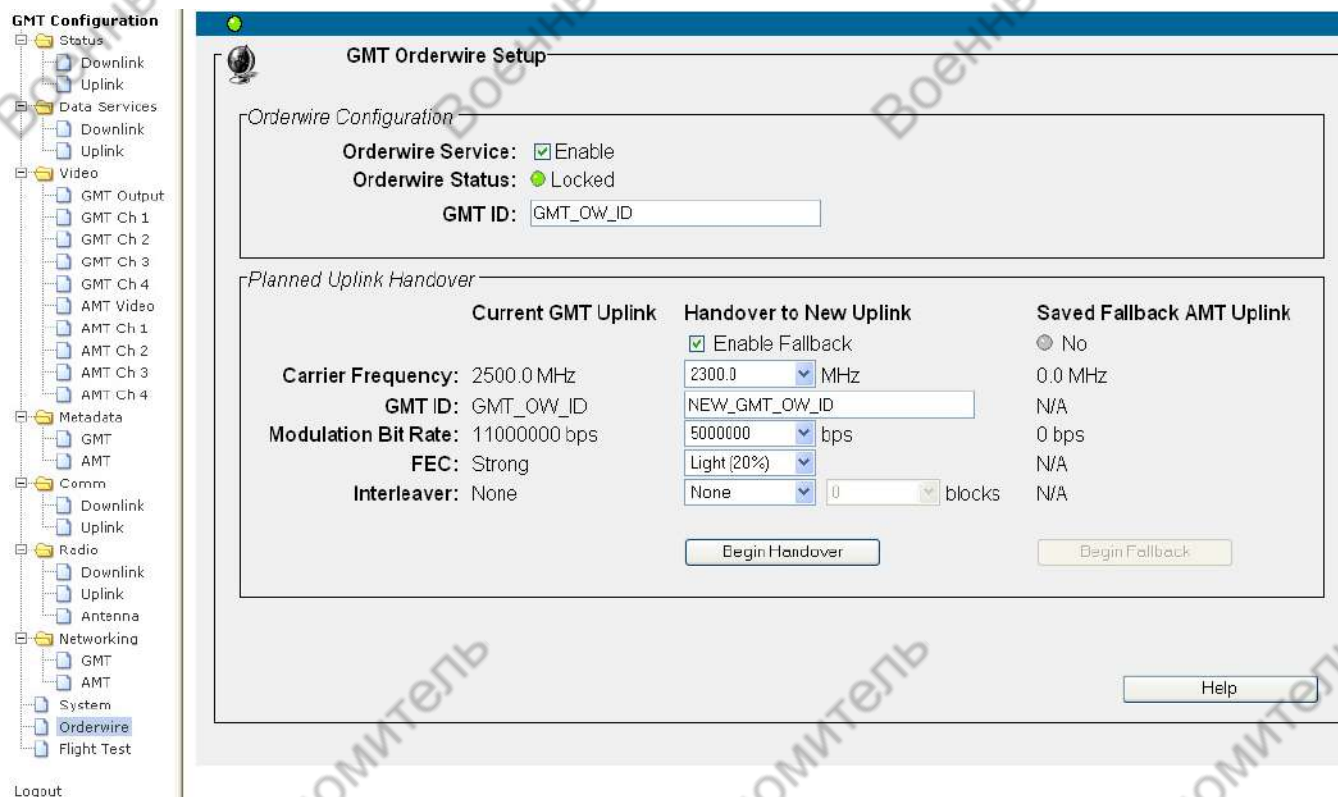 GMT Configuration
Status
Downlink
Uplink
Data Services
Downlink
Uplink
Video
GMT Output
GMT Ch 1
GMT Ch 2
GMT Ch 3
GMT Ch 4
AMT Video
AMT Ch 1
AMT Ch 2
AMT Ch 3
AMT Ch 4
Metadata
GMT
AMT
Comm
Downlink
Uplink
Radio
Downlink
Uplink
Antenna
Networking
GMT
AMT
System
Orderwire
Flight Test
Logout
GMT Orderwire Setup
Orderwire Configuration
Orderwire Service: Enable
Orderwire Status: Locked
GMT ID: GMT_OW_ID
Planned Uplink Handover
Current GMT Uplink Handover to New Uplink Saved Fallback AMT Uplink
Enable Fallback No
Carrier Frequency: 2500.0 MHz 2300.0 MHz 0.0 MHz
GMT ID: GMT_OW_ID NEW_GMT_OW_ID N/A
Modulation Bit Rate: 11000000 bps 5000000 bps 0 bps
FEC: Strong Light (20%) N/A
Interleaver: None None 0 blocks N/A
Begin Handover Begin Fallback
Help